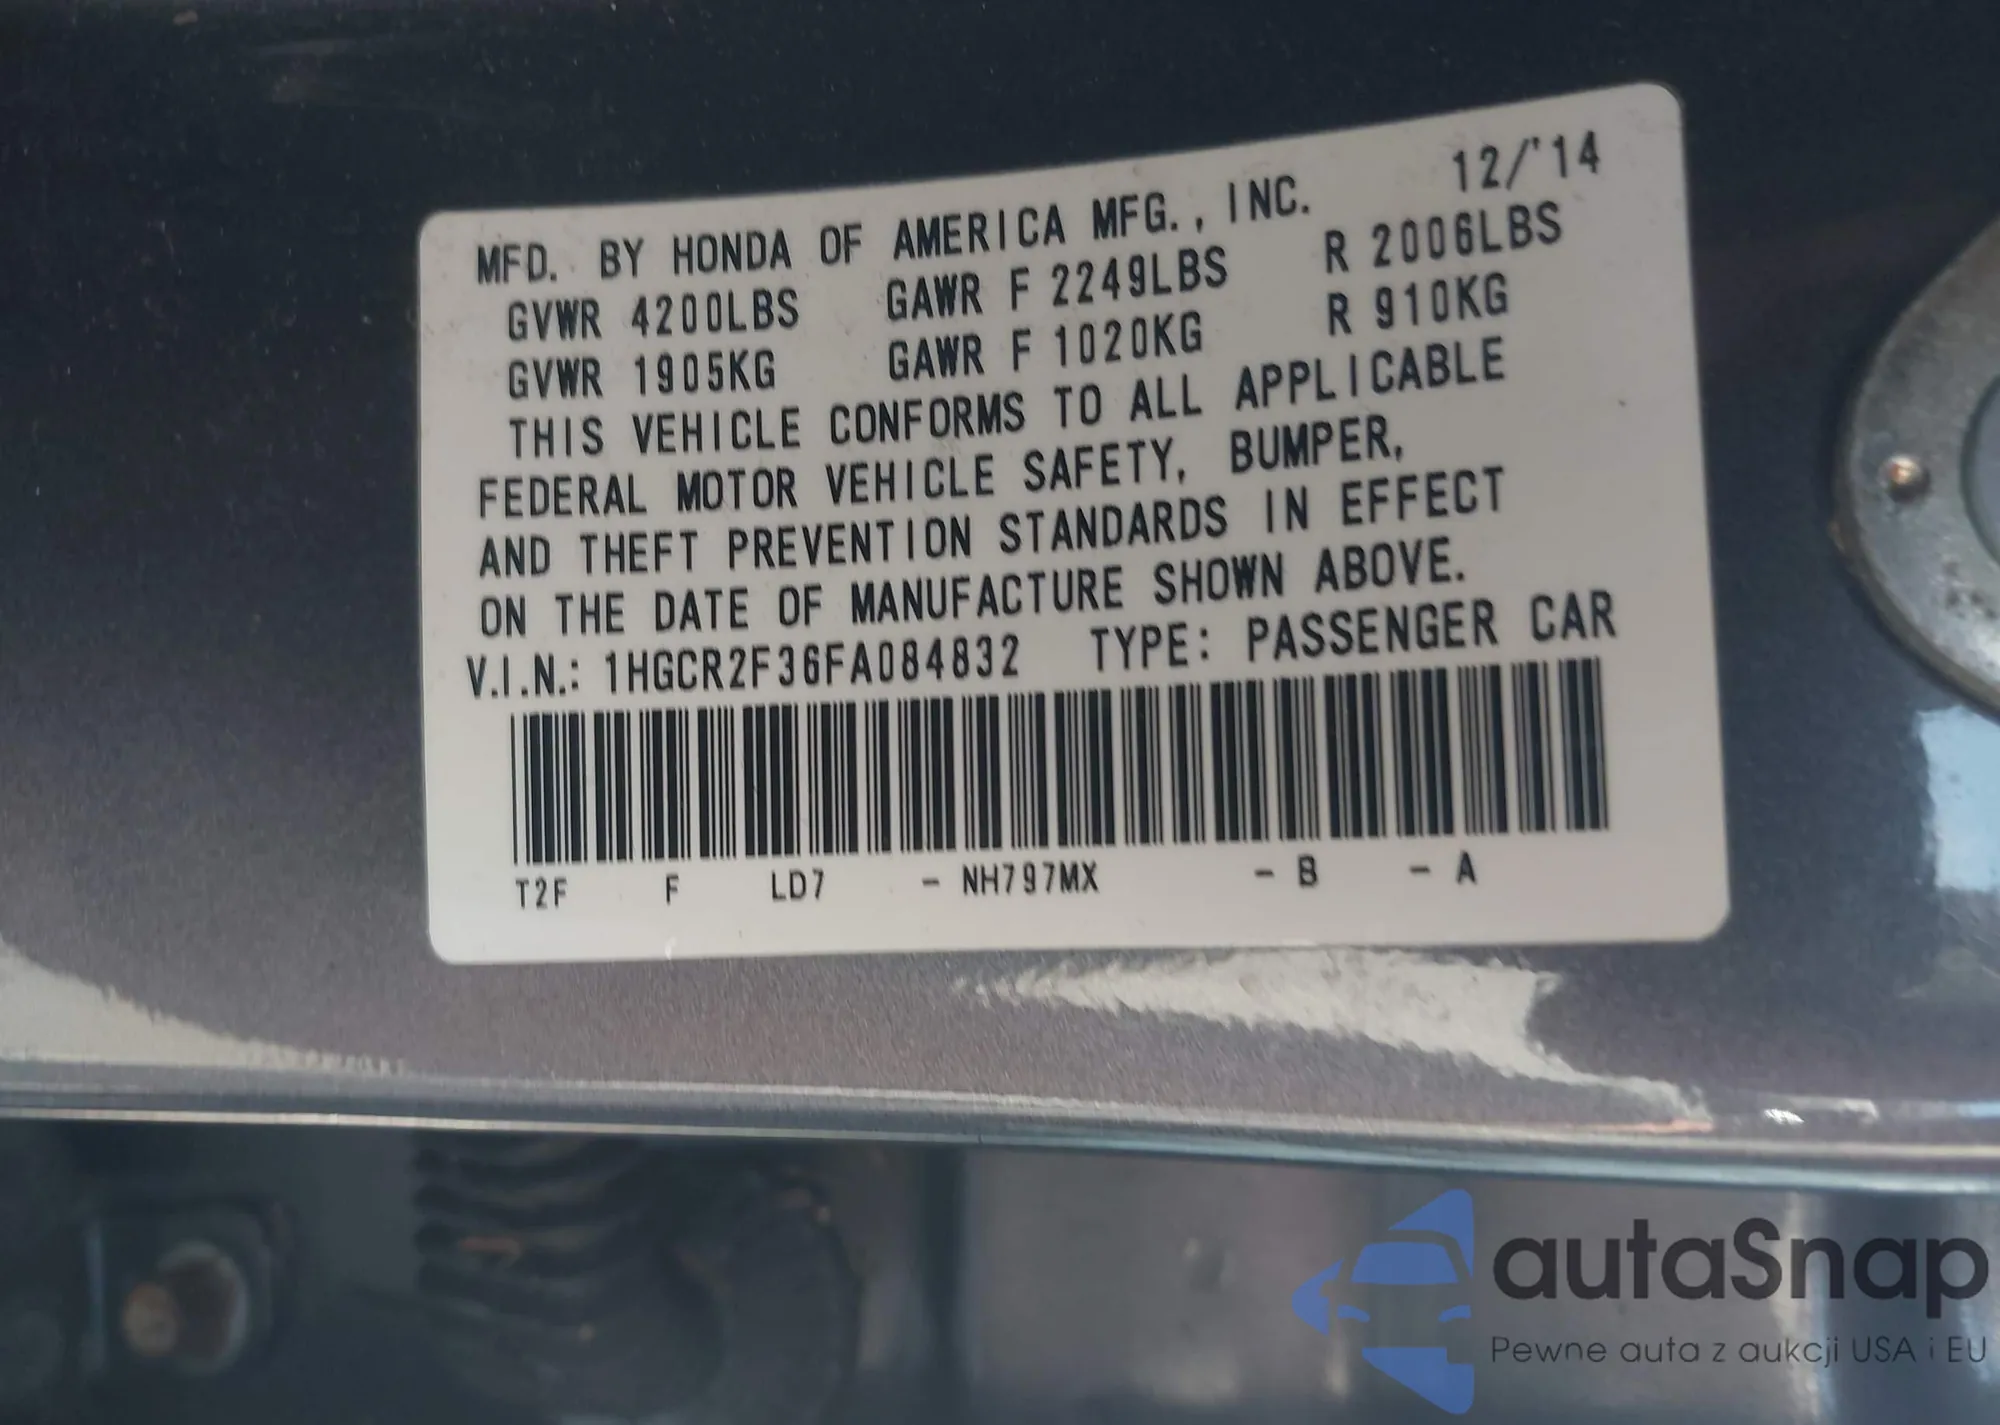 MFD. BY HONDA OF AMERICA MFG., INC. 12/'14
GVWR 4200LBS GAWR F 2249LBS R 2006LBS
GVWR 1905KG GAWR F 1020KG R 910KG
THIS VEHICLE CONFORMS TO ALL APPLICABLE
FEDERAL MOTOR VEHICLE SAFETY, BUMPER,
AND THEFT PREVENTION STANDARDS IN EFFECT
ON THE DATE OF MANUFACTURE SHOWN ABOVE.
V.I.N.: 1HGCR2F36FA084832 TYPE: PASSENGER CAR
T2F F LD7 - NH797MX - B - A
autaSnap
Pewne auta z aukcji USA i EU